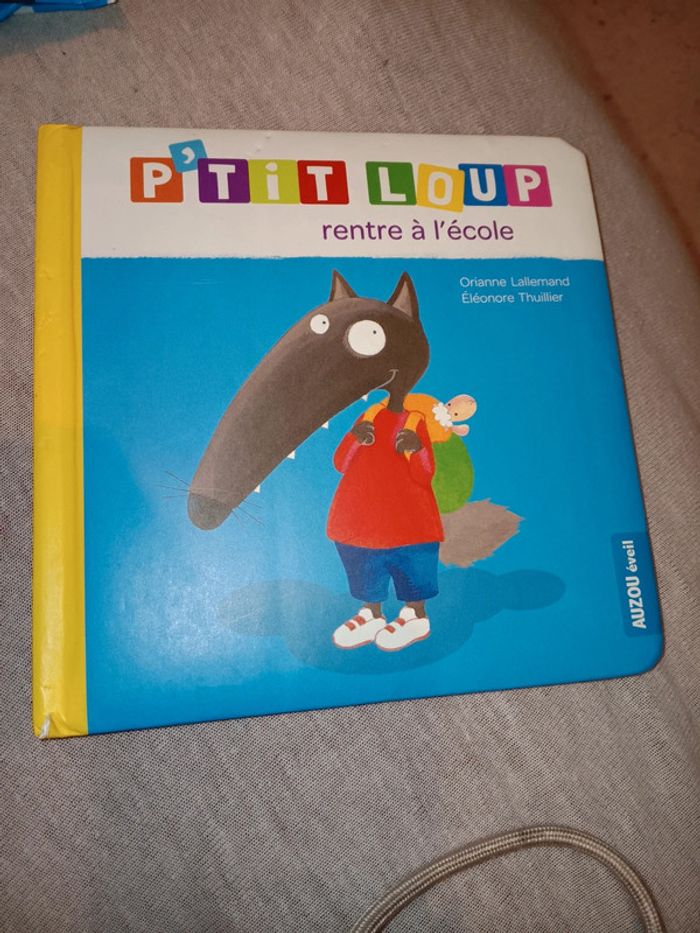 P'TiT LOUP
rentre à l'école
Orianne Lallemand
Éléonore Thuillier
AUZOU éveil